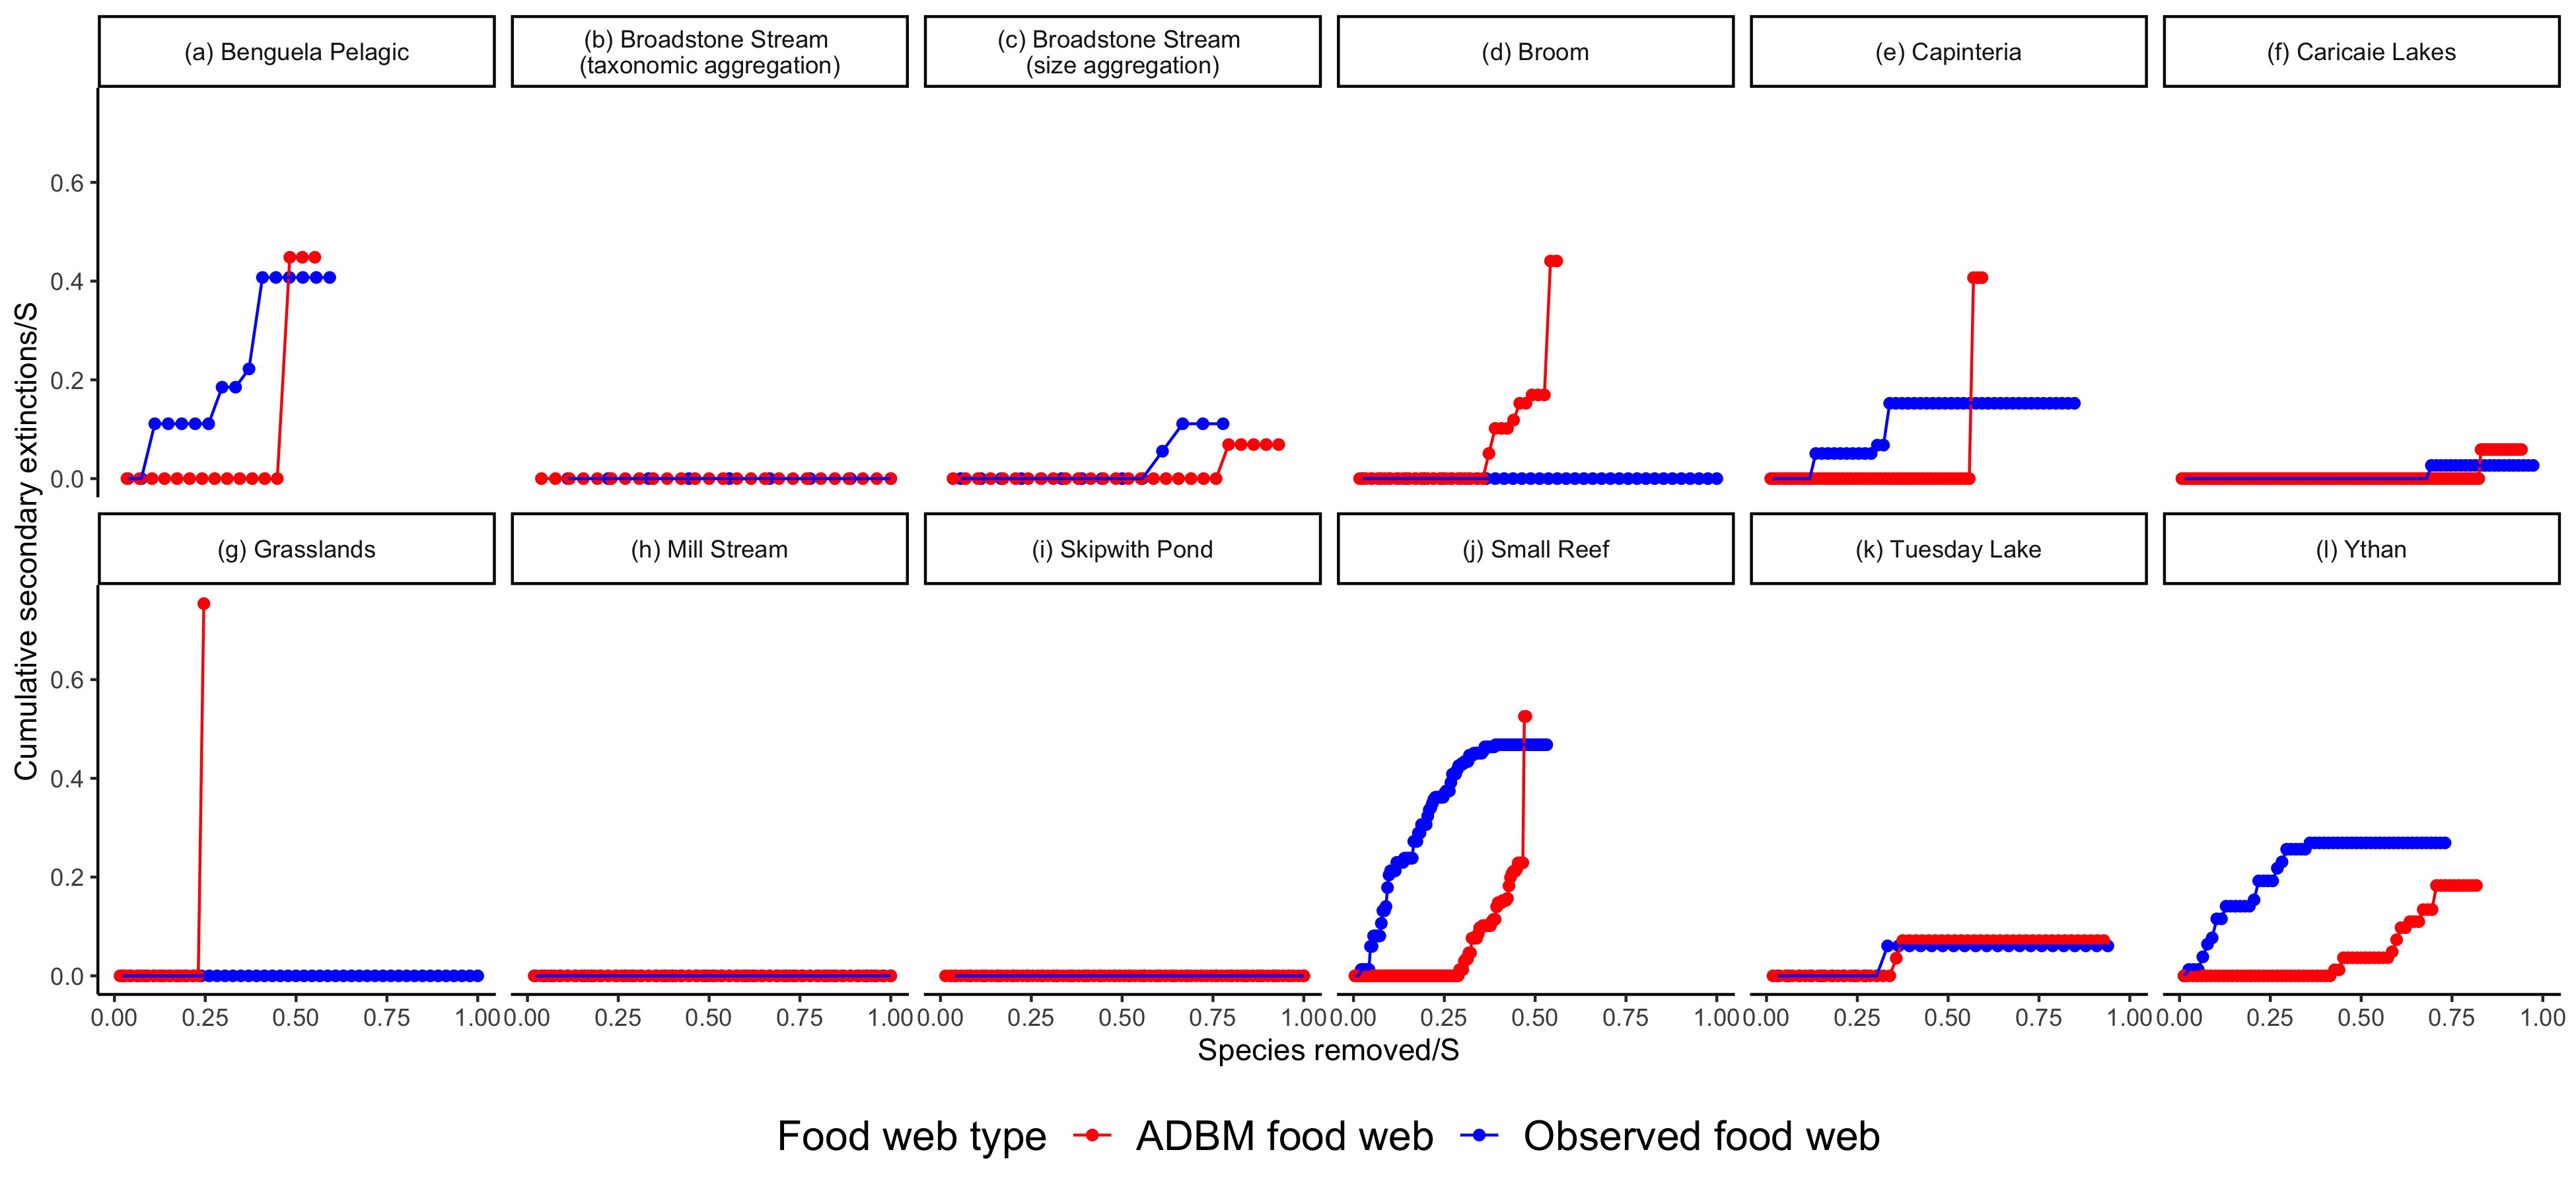 (a) Benguela Pelagic
(b) Broadstone Stream
(taxonomic aggregation)
(c) Broadstone Stream
(size aggregation)
(d) Broom
(e) Capinteria
(f) Caricaie Lakes
0.6
0.4
0.2
0.0
(g) Grasslands
(h) Mill Stream
(i) Skipwith Pond
(j) Small Reef
(k) Tuesday Lake
(l) Ythan
0.6
0.4
0.2
0.0
0.00 0.25 0.50 0.75 1.00
0.00 0.25 0.50 0.75 1.00
0.00 0.25 0.50 0.75 1.00
0.00 0.25 0.50 0.75 1.00
0.00 0.25 0.50 0.75 1.00
0.00 0.25 0.50 0.75 1.00
Cumulative secondary extinctions/S
Species removed/S
Food web type ADBM food web Observed food web